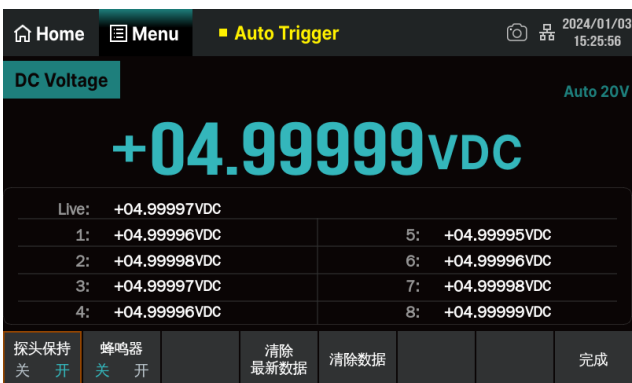 Home Menu Auto Trigger 2024/01/03
15:25:56
DC Voltage
Auto 20V
+04.99999VDC
Live: +04.99997VDC
1: +04.99996VDC 5: +04.99995VDC
2: +04.99998VDC 6: +04.99996VDC
3: +04.99997VDC 7: +04.99998VDC
4: +04.99996VDC 8: +04.99999VDC
探头保持 蜂鸣器 清除 清除数据 完成
关 开 关 开 最新数据